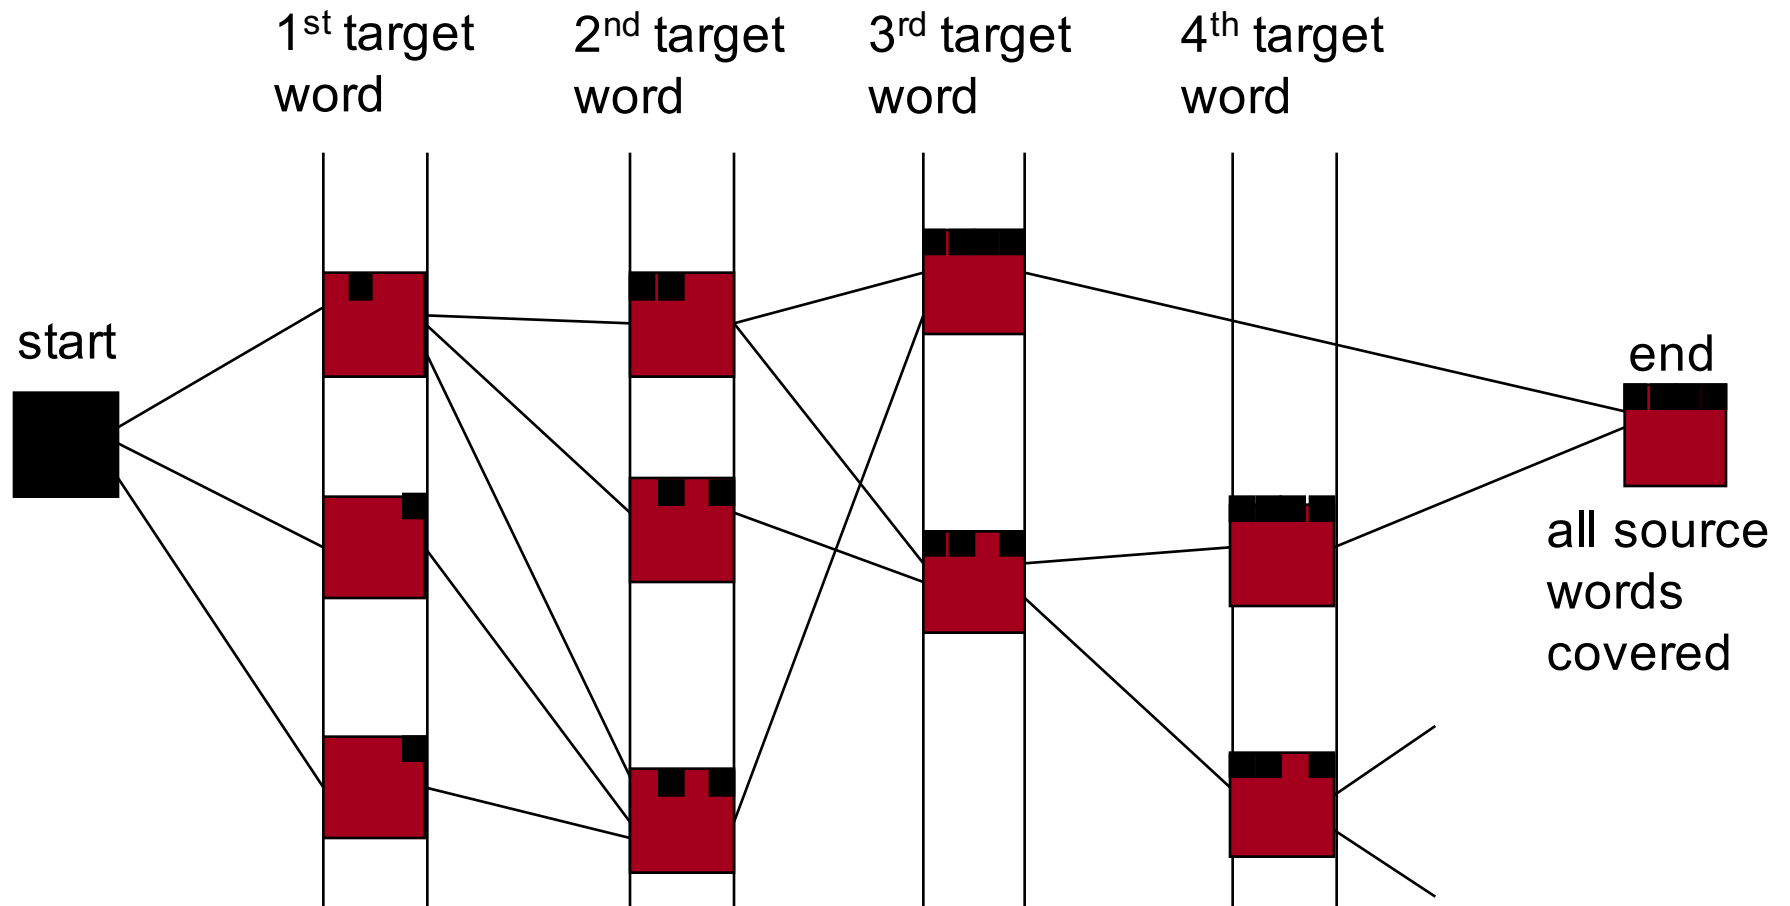 1st target
word
2nd target
word
3rd target
word
4th target
word
start
end
all source
words
covered